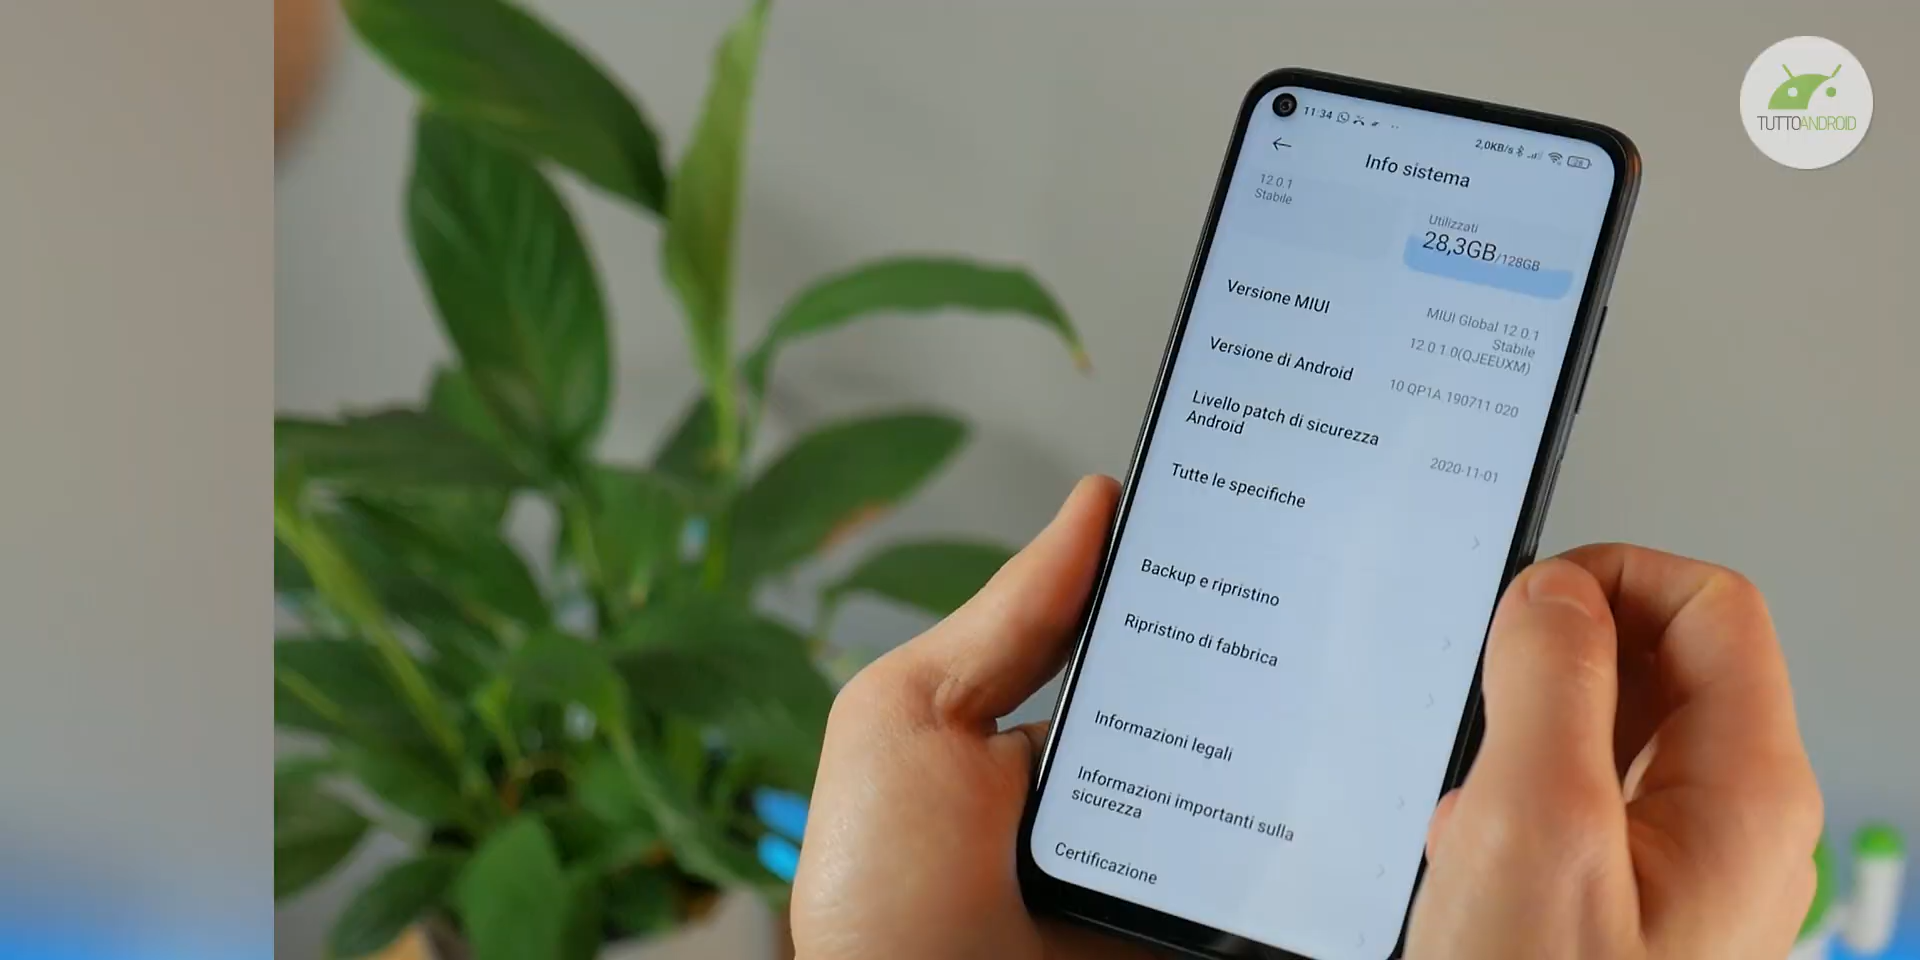 TUTTOANDROID
11:34
2,0KB/s
Info sistema
12.0.1
Stabile
Utilizzati
28,3GB/128GB
Versione MIUI
MIUI Global 12.0.1
Stabile
12.0.1.0(QJEEUXM)
Versione di Android
10 QP1A.190711.020
Livello patch di sicurezza
Android
2020-11-01
Tutte le specifiche
Backup e ripristino
Ripristino di fabbrica
Informazioni legali
Informazioni importanti sulla
sicurezza
Certificazione